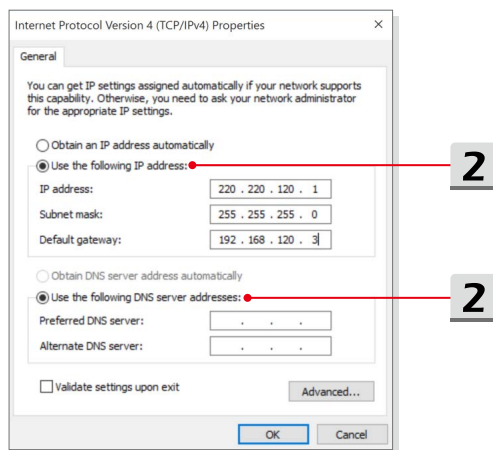 Internet Protocol Version 4 (TCP/IPv4) Properties
General
You can get IP settings assigned automatically if your network supports
this capability. Otherwise, you need to ask your network administrator
for the appropriate IP settings.
Obtain an IP address automatically
Use the following IP address:
2
IP address: 220 . 220 . 120 . 1
Subnet mask: 255 . 255 . 255 . 0
Default gateway: 192 . 168 . 120 . 3
Obtain DNS server address automatically
Use the following DNS server addresses:
2
Preferred DNS server: . . .
Alternate DNS server: . . .
Validate settings upon exit
Advanced...
OK Cancel